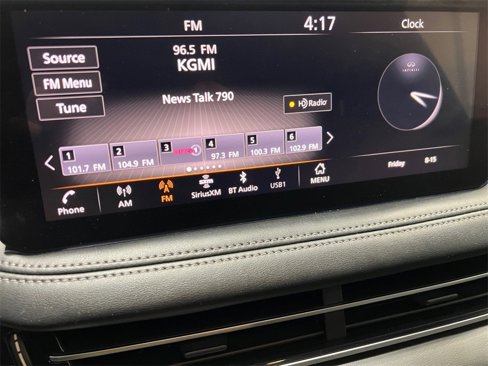 FM 4:17 Clock
Source
96.5 FM
KGMI
INFINITI
FM Menu
News Talk 790
HD Radio
Tune
1 2 3 4 5 6
101.7 FM 104.9 FM 97.3 FM 100.3 FM 102.9 FM
Friday 8-15
Phone AM FM SiriusXM BT Audio USB1 MENU